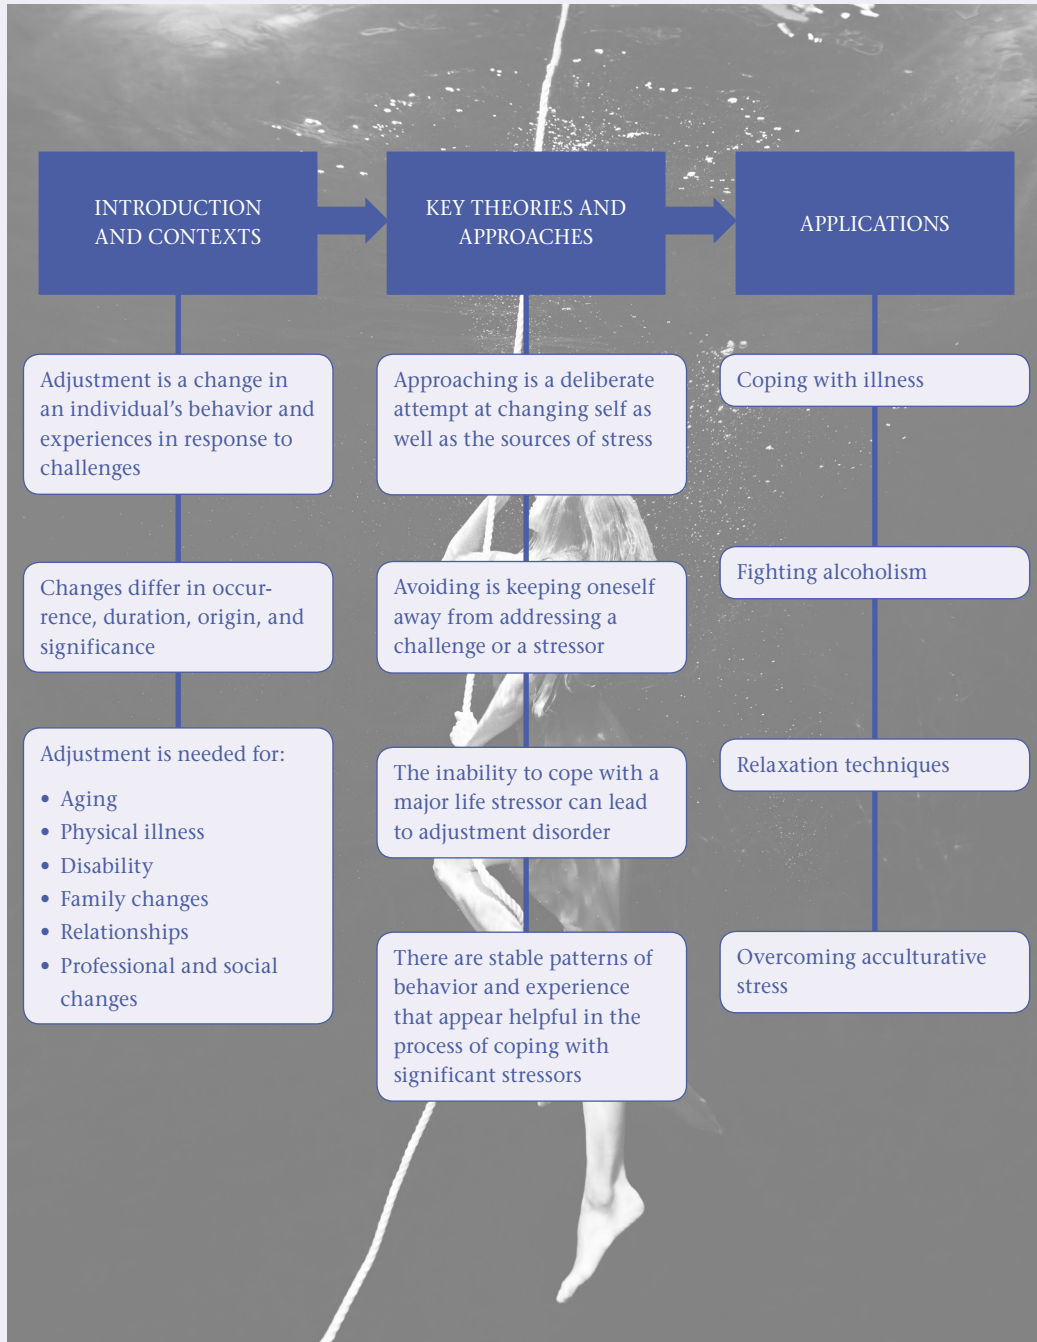 INTRODUCTION
AND CONTEXTS
KEY THEORIES AND
APPROACHES
APPLICATIONS
Adjustment is a change in
an individual’s behavior and
experiences in response to
challenges
Changes differ in occur-
rence, duration, origin, and
significance
Adjustment is needed for:
• Aging
• Physical illness
• Disability
• Family changes
• Relationships
• Professional and social
changes
Approaching is a deliberate
attempt at changing self as
well as the sources of stress
Avoiding is keeping oneself
away from addressing a
challenge or a stressor
The inability to cope with a
major life stressor can lead
to adjustment disorder
There are stable patterns of
behavior and experience
that appear helpful in the
process of coping with
significant stressors
Coping with illness
Fighting alcoholism
Relaxation techniques
Overcoming acculturative
stress